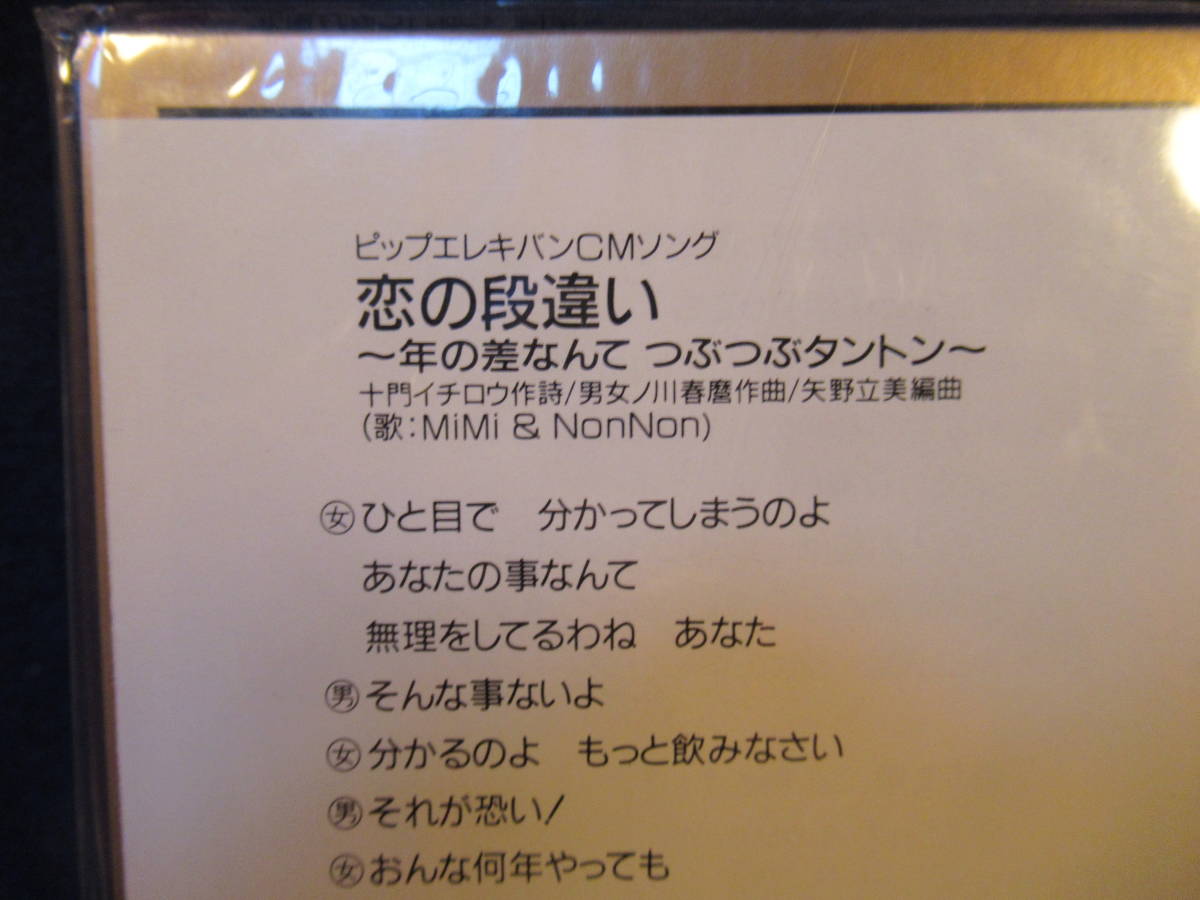 ピップエレキバンCMソング
恋の段違い
～年の差なんて つぶつぶタントン～
十門イチロウ作詩/男女ノ川春麿作曲/矢野立美編曲
(歌:MiMi & NonNon)
㊛ひと目で　分かってしまうのよ
あなたの事なんて
無理をしてるわね　あなた
㊚そんな事ないよ
㊛分かるのよ　もっと飲みなさい
㊚それが恐い!
㊛おんな何年やっても